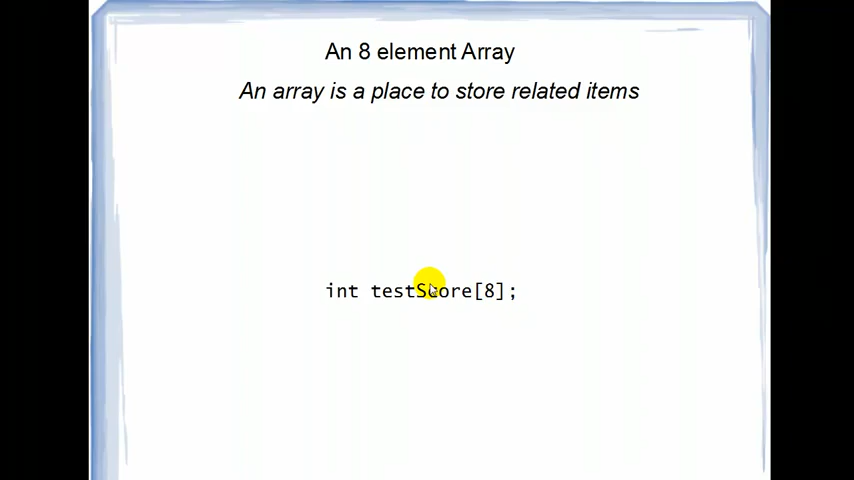 An 8 element Array
An array is a place to store related items
int testScore[8];